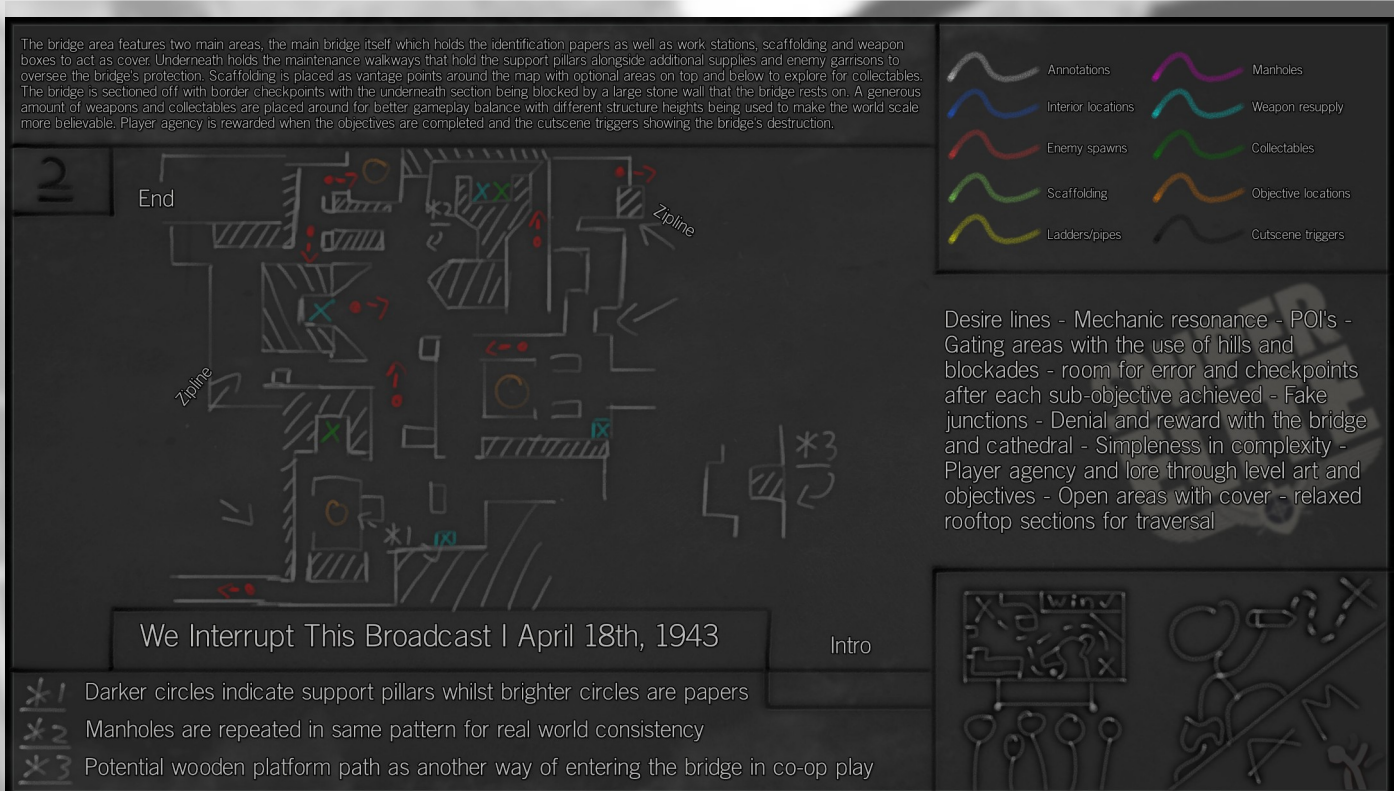 The bridge area features two main areas, the main bridge itself which holds the identification papers as well as work stations, scaffolding and weapon
boxes to act as cover. Underneath holds the maintenance walkways that hold the support pillars alongside additional supplies and enemy garrisons to
oversee the bridge's protection. Scaffolding is placed as vantage points around the map with optional areas on top and below to explore for collectables.
The bridge is sectioned off with border checkpoints with the underneath section being blocked by a large stone wall that the bridge rests on. A generous
amount of weapons and collectables are placed around for better gameplay balance with different structure heights being used to make the world scale
more believable. Player agency is rewarded when the objectives are completed and the cutscene triggers showing the bridge's destruction.
Annotations
Manholes
Interior locations
Weapon resupply
Enemy spawns
Collectables
Scaffolding
Objective locations
Ladders/pipes
Cutscene triggers
2
End
*2
Zipline
Zipline
*3
*1
Desire lines - Mechanic resonance - POI's -
Gating areas with the use of hills and
blockades - room for error and checkpoints
after each sub-objective achieved - Fake
junctions - Denial and reward with the bridge
and cathedral - Simpleness in complexity -
Player agency and lore through level art and
objectives - Open areas with cover - relaxed
rooftop sections for traversal
We Interrupt This Broadcast I April 18th, 1943
Intro
*1 Darker circles indicate support pillars whilst brighter circles are papers
*2 Manholes are repeated in same pattern for real world consistency
*3 Potential wooden platform path as another way of entering the bridge in co-op play